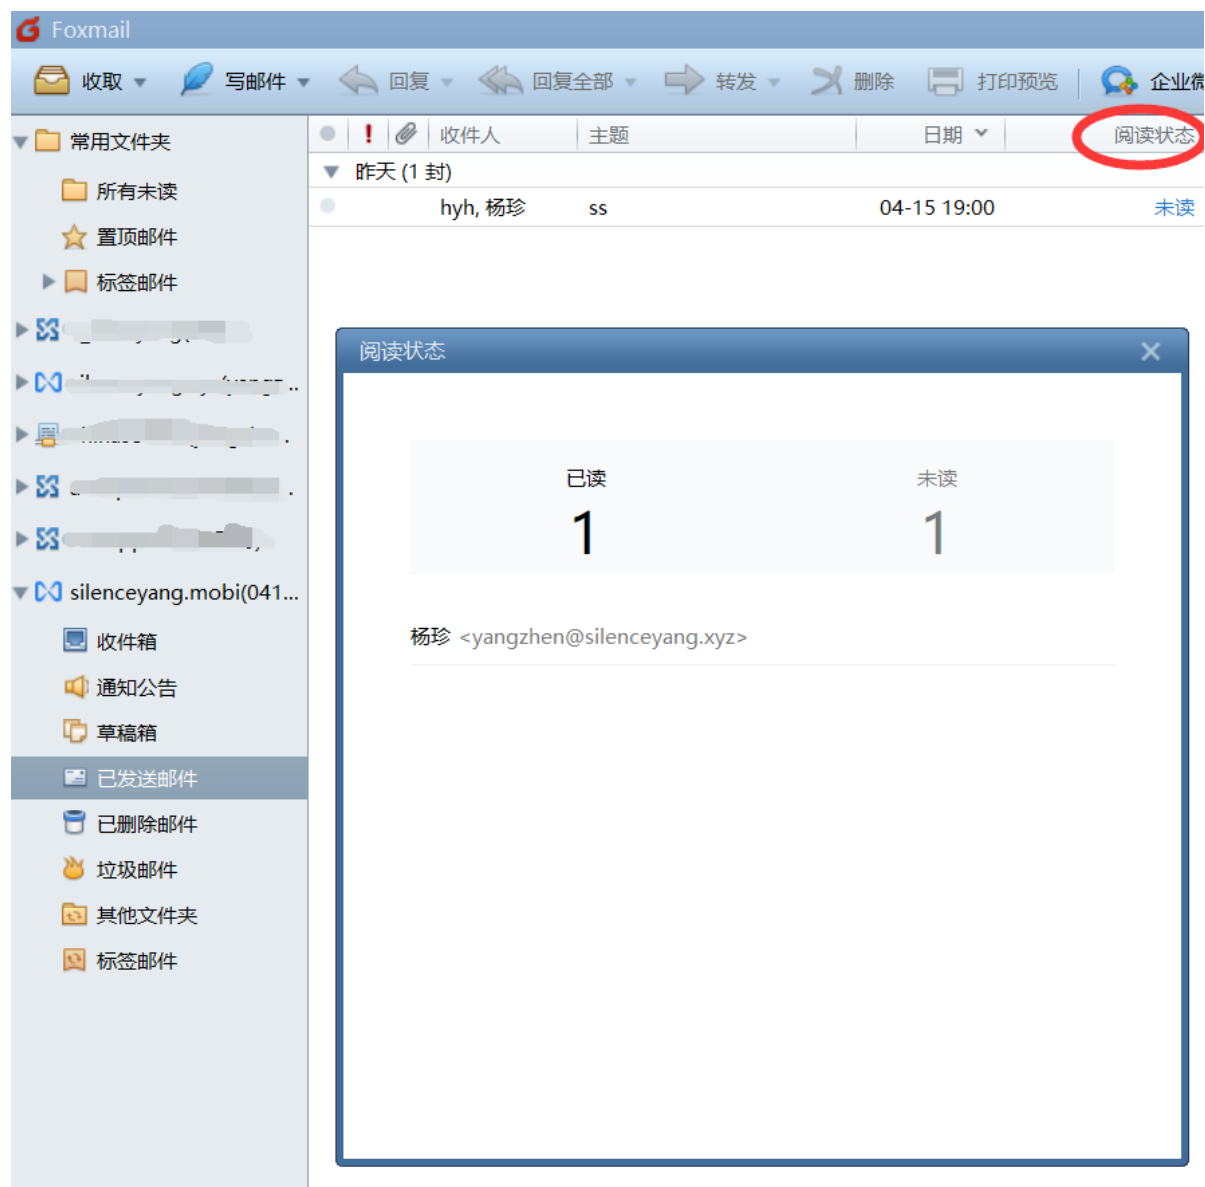 Foxmail
收取 写邮件 回复 回复全部 转发 删除 打印预览 企业微
常用文件夹
所有未读
置顶邮件
标签邮件
silenceyang.mobi(041...
收件箱
通知公告
草稿箱
已发送邮件
已删除邮件
垃圾邮件
其他文件夹
标签邮件
收件人 主题 日期 阅读状态
昨天 (1 封)
hyh, 杨珍 ss 04-15 19:00 未读
阅读状态
已读 未读
1 1
杨珍 <yangzhen@silenceyang.xyz>